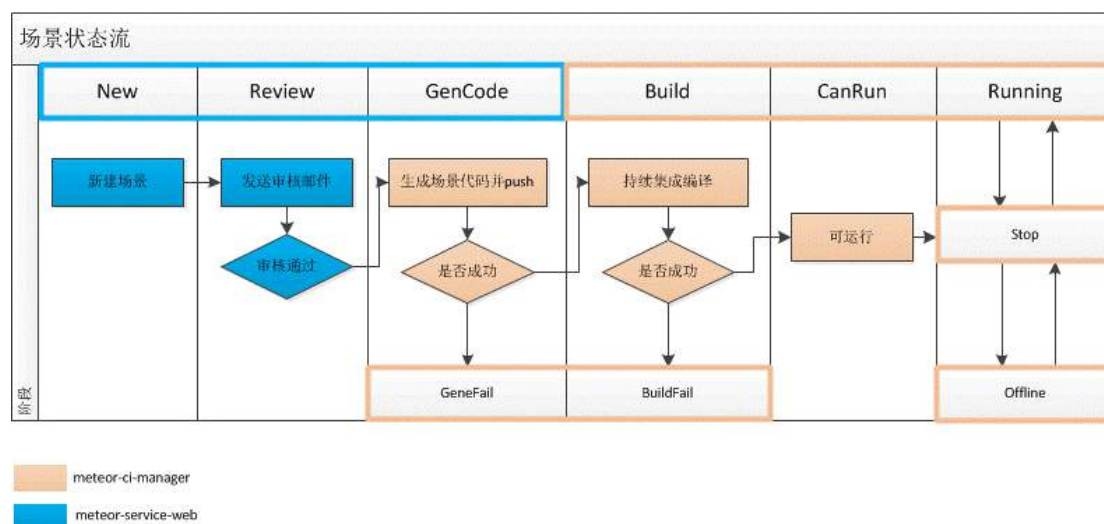 场景状态流
New
Review
GenCode
Build
CanRun
Running
新建场景
发送审核邮件
生成场景代码并push
持续集成编译
审核通过
是否成功
是否成功
可运行
Stop
阶段
GeneFail
BuildFail
Offline
meteor-ci-manager
meteor-service-web